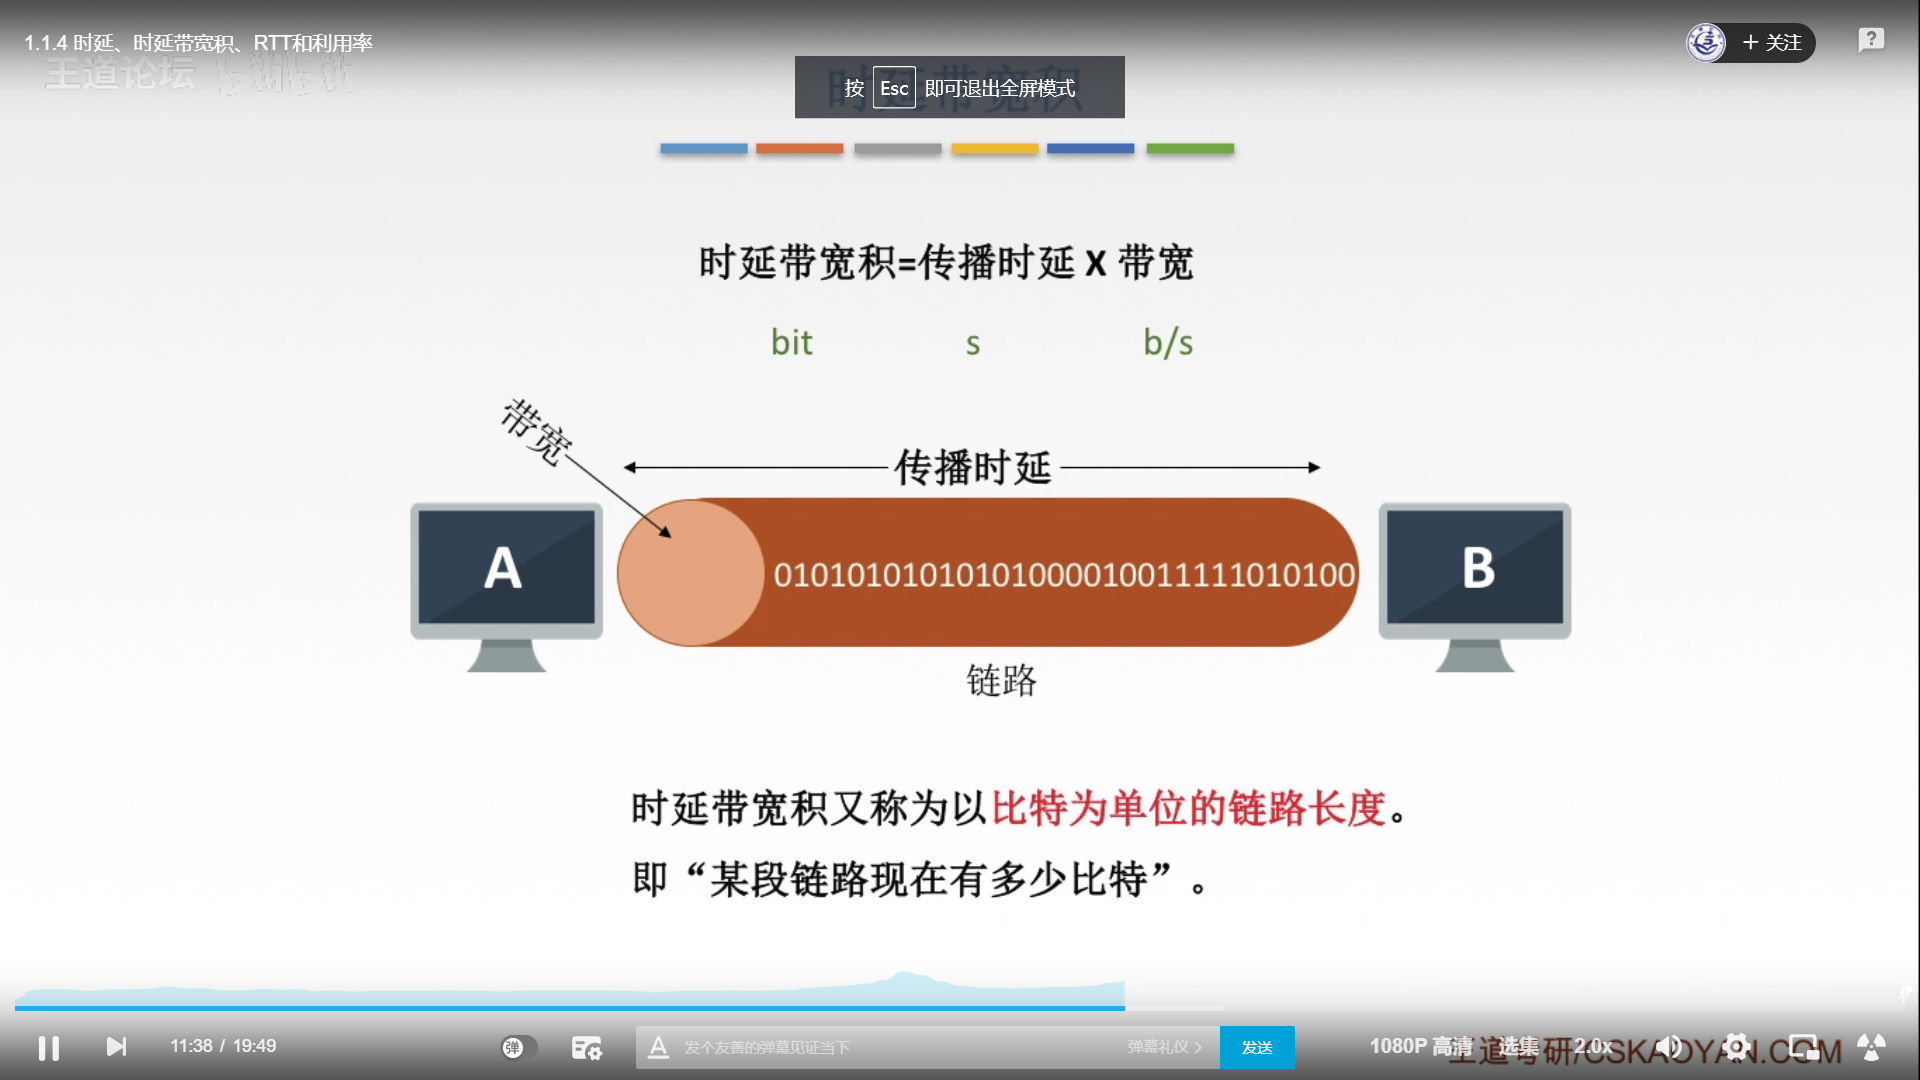 1.1.4 时延、时延带宽积、RTT和利用率
+ 关注
王道论坛 bilibili
时延带宽积
按 Esc 即可退出全屏模式
时延带宽积=传播时延 X 带宽
bit s b/s
带宽
传播时延
A
01010101010101000010011111010100
B
链路
时延带宽积又称为以比特为单位的链路长度。
即“某段链路现在有多少比特”。
11:38 / 19:49
弹
发个友善的弹幕见证当下
弹幕礼仪
发送
1080P 高清
选集
2.0x
王道考研/CSKAOYAN.COM